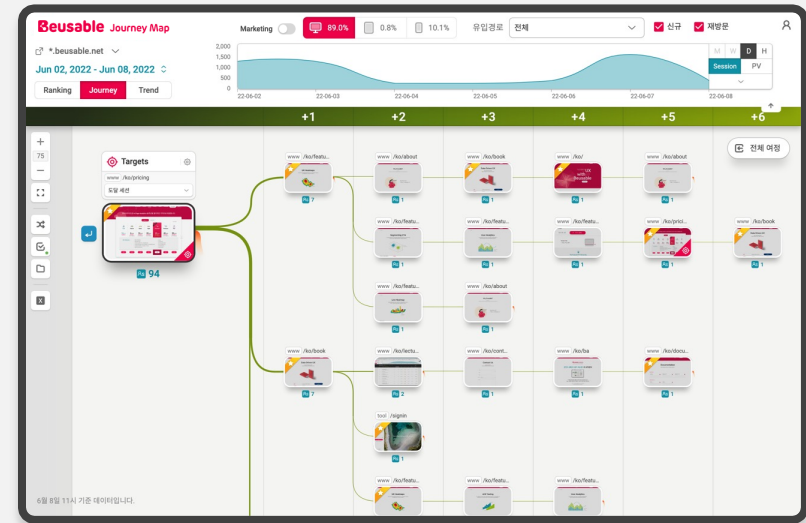 Beusable Journey Map
Marketing
89.0%
0.8%
10.1%
유입경로
전체
신규
재방문
*.beusable.net
Jun 02, 2022 - Jun 08, 2022
Ranking
Journey
Trend
2,000
1,500
1,000
500
0
22-06-02
22-06-03
22-06-04
22-06-05
22-06-06
22-06-07
22-06-08
M W D H
Session PV
+1
+2
+3
+4
+5
+6
75
전체 여정
Targets
www /ko/pricing
도달 세션
94
www /ko/featu...
www /ko/about
www /ko/book
www /ko/
www /ko/about
7
1
1
1
1
www /ko/featu...
www /ko/featu...
www /ko/featu...
www /ko/prici...
www /ko/book
1
1
1
1
1
www /ko/featu...
www /ko/about
1
1
www /ko/book
www /ko/lectu...
www /ko/cont...
www /ko/ba
www /ko/docu...
7
2
1
1
1
tool /signin
1
www /ko/featu...
www /ko/featu...
www /ko/featu...
6월 8일 11시 기준 데이터입니다.